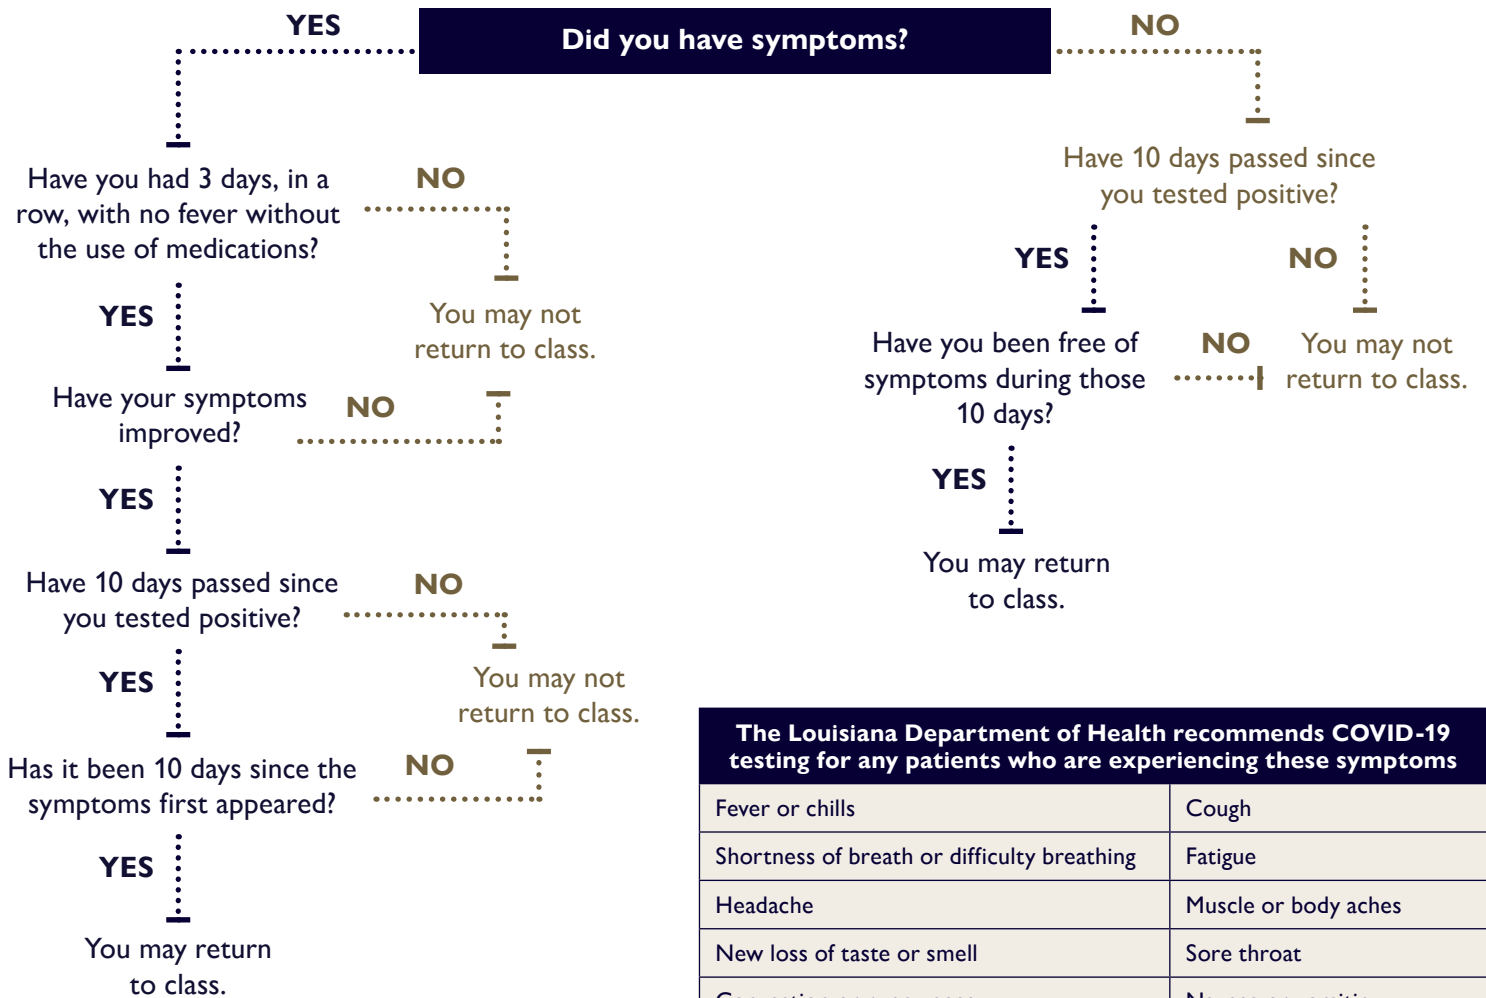 YES
Did you have symptoms?
NO
Have you had 3 days, in a
row, with no fever without
the use of medications?
NO
You may not
return to class.
YES
Have your symptoms
improved?
NO
YES
Have 10 days passed since
you tested positive?
NO
You may not
return to class.
YES
Has it been 10 days since the
symptoms first appeared?
NO
YES
You may return
to class.
Have 10 days passed since
you tested positive?
YES
NO
Have you been free of
symptoms during those
10 days?
NO
You may not
return to class.
YES
You may return
to class.
The Louisiana Department of Health recommends COVID-19
testing for any patients who are experiencing these symptoms
Fever or chills
Cough
Shortness of breath or difficulty breathing
Fatigue
Headache
Muscle or body aches
New loss of taste or smell
Sore throat